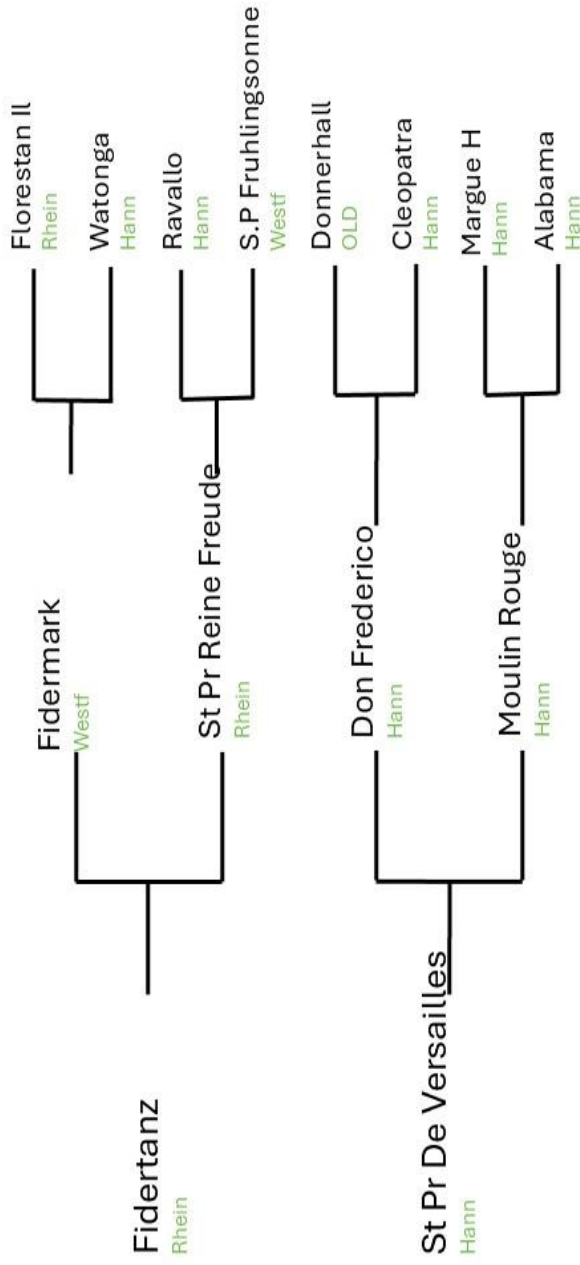 Fidertanz
Rhein
St Pr De Versailles
Hann
Fidermark
Westf
St Pr Reine Freude
Rhein
Don Frederico
Hann
Moulin Rouge
Hann
Florestan Il
Rhein
Watonga
Hann
Ravallo
Hann
S.P Fruhlingsonne
Westf
Donnerhall
OLD
Cleopatra
Hann
Margue H
Hann
Alabama
Hann